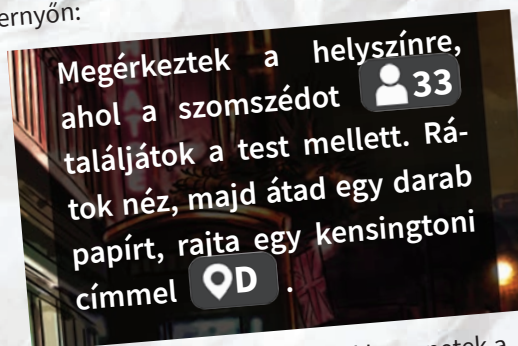 ernyőn:
Megérkeztek a helyszínre,
ahol a szomszédot 33
találjátok a test mellett. Rá-
tok néz, majd átad egy darab
papírt, rajta egy kensingtoni
címmel D .